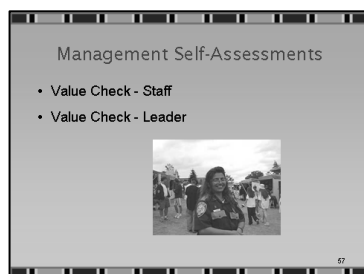 Management Self-Assessments
• Value Check - Staff
• Value Check - Leader
57